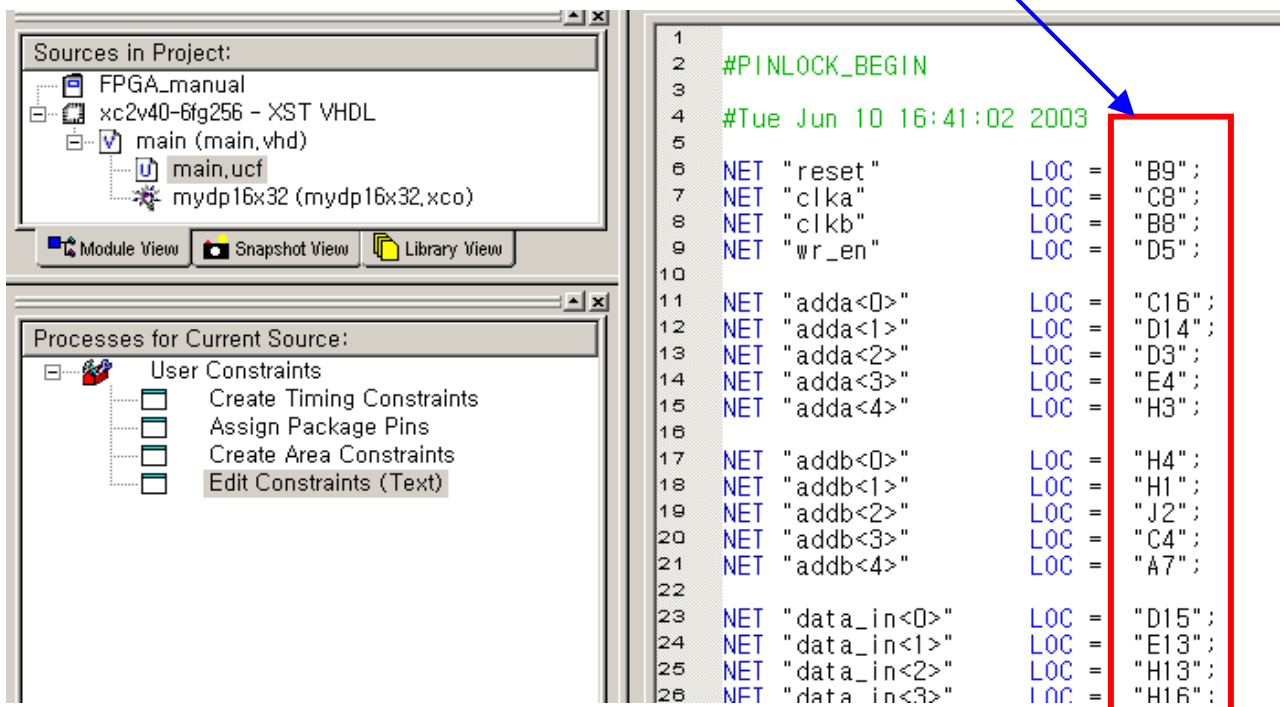 Sources in Project:
FPGA_manual
xc2v40-6fg256 - XST VHDL
main (main,vhd)
main,ucf
mydp16x32 (mydp16x32,xco)
Module View
Snapshot View
Library View
Processes for Current Source:
User Constraints
Create Timing Constraints
Assign Package Pins
Create Area Constraints
Edit Constraints (Text)
1
2 #PINLOCK_BEGIN
3
4 #Tue Jun 10 16:41:02 2003
5
6 NET "reset" LOC = "B9";
7 NET "clka" LOC = "C8";
8 NET "clkb" LOC = "B8";
9 NET "wr_en" LOC = "D5";
10
11 NET "adda<0>" LOC = "C16";
12 NET "adda<1>" LOC = "D14";
13 NET "adda<2>" LOC = "D3";
14 NET "adda<3>" LOC = "E4";
15 NET "adda<4>" LOC = "H3";
16
17 NET "addb<0>" LOC = "H4";
18 NET "addb<1>" LOC = "H1";
19 NET "addb<2>" LOC = "J2";
20 NET "addb<3>" LOC = "C4";
21 NET "addb<4>" LOC = "A7";
22
23 NET "data_in<0>" LOC = "D15";
24 NET "data_in<1>" LOC = "E13";
25 NET "data_in<2>" LOC = "H13";
26 NET "data_in<3>" LOC = "H16";